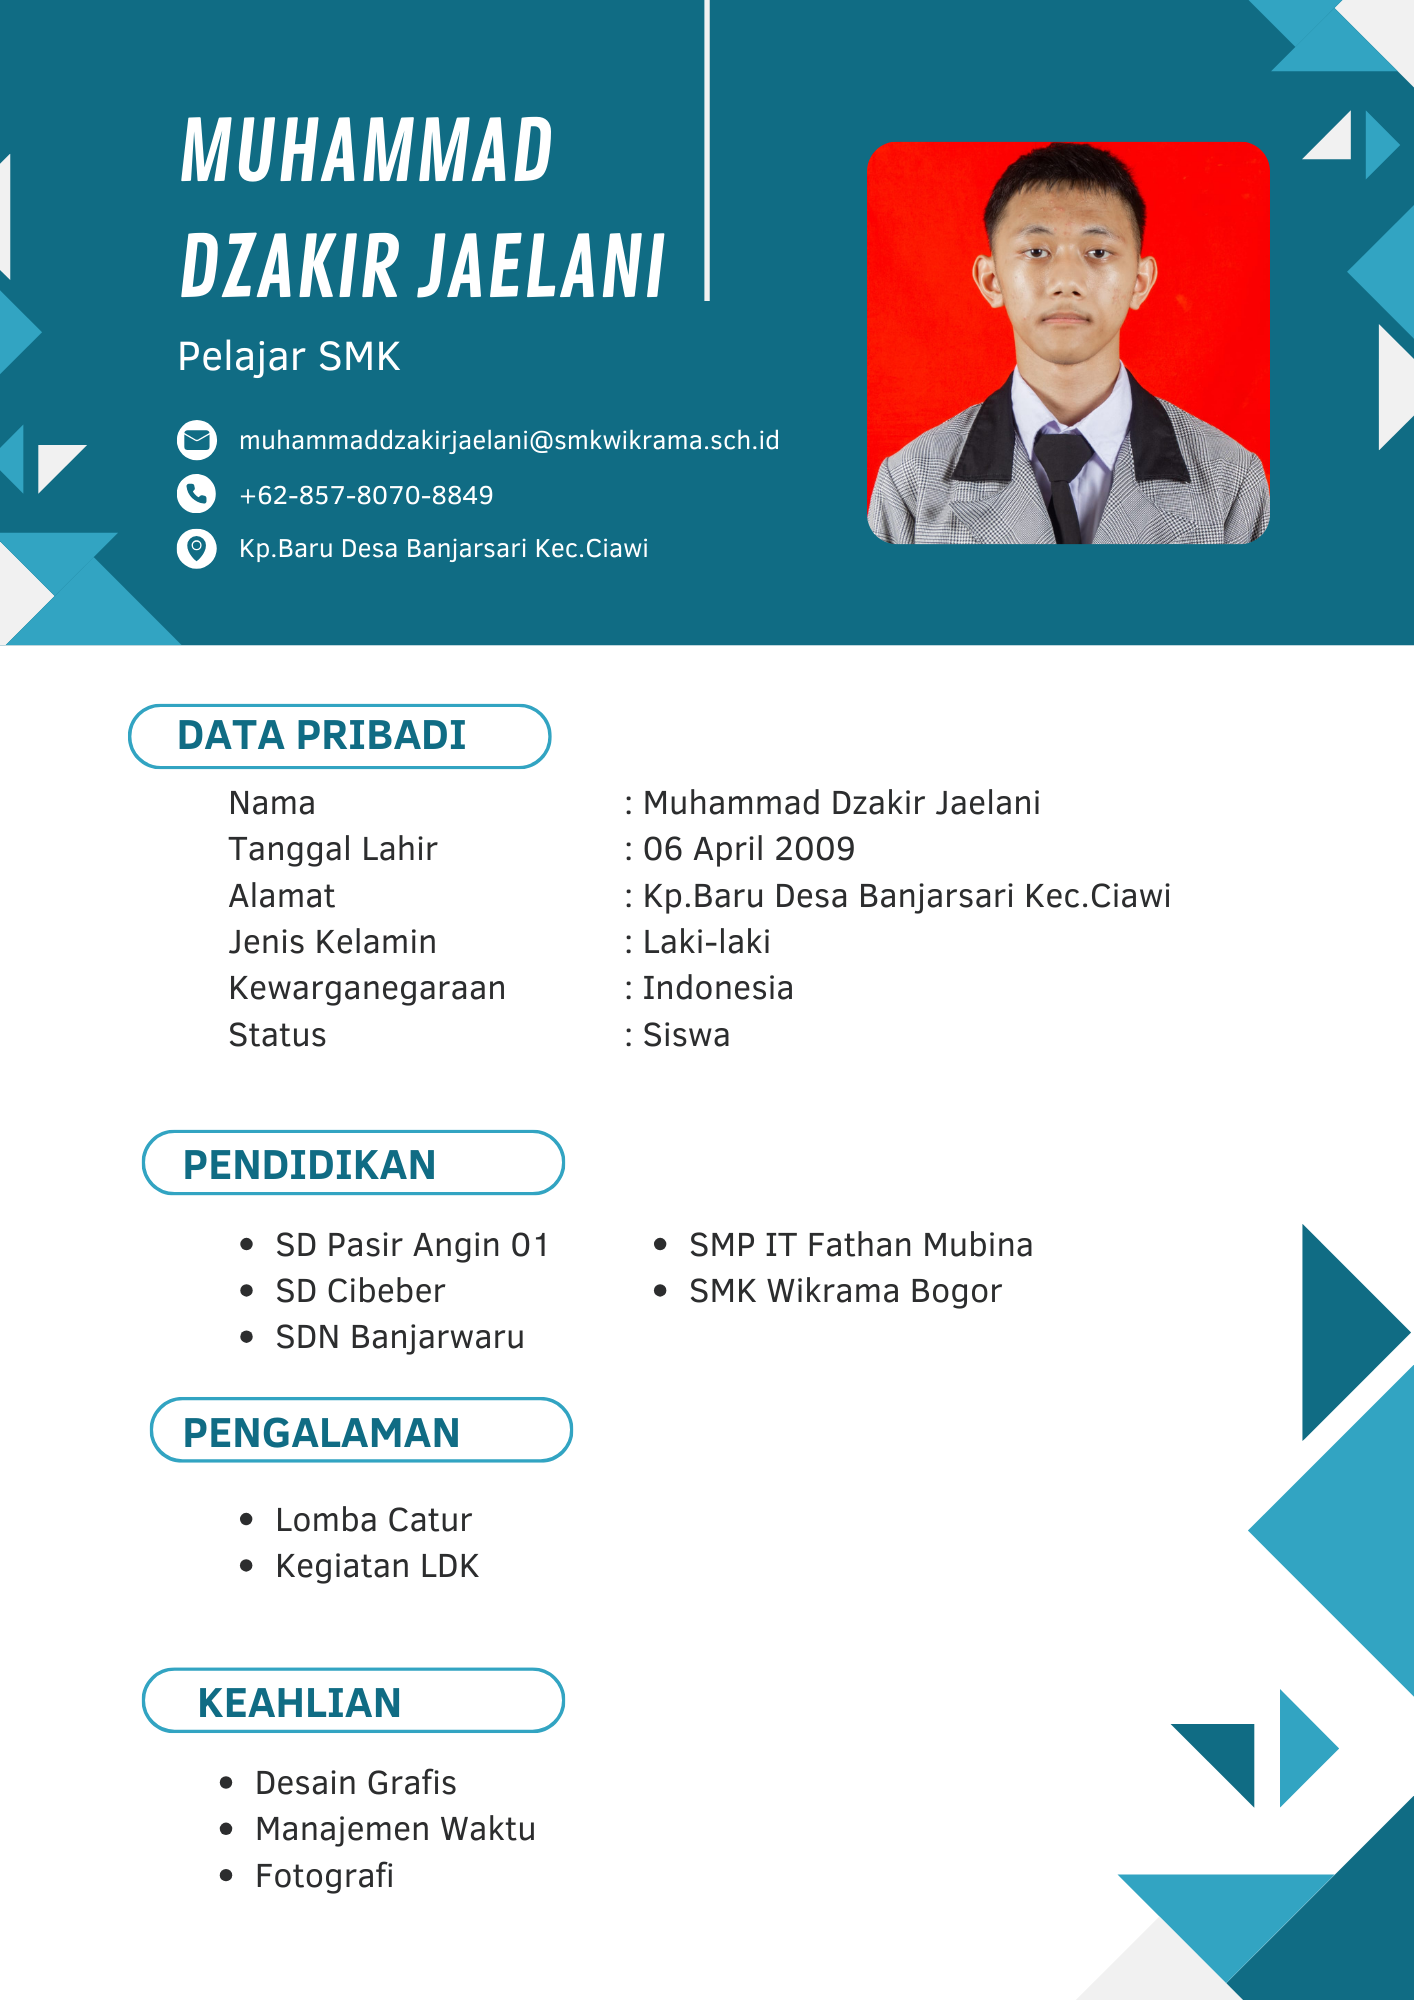 MUHAMMAD
DZAKIR JAELANI
Pelajar SMK
muhammaddzakirjaelani@smkwikrama.sch.id
+62-857-8070-8849
Kp.Baru Desa Banjarsari Kec.Ciawi
DATA PRIBADI
Nama : Muhammad Dzakir Jaelani
Tanggal Lahir : 06 April 2009
Alamat : Kp.Baru Desa Banjarsari Kec.Ciawi
Jenis Kelamin : Laki-laki
Kewarganegaraan : Indonesia
Status : Siswa
PENDIDIKAN
• SD Pasir Angin 01
• SD Cibeber
• SDN Banjarwaru
• SMP IT Fathan Mubina
• SMK Wikrama Bogor
PENGALAMAN
• Lomba Catur
• Kegiatan LDK
KEAHLIAN
• Desain Grafis
• Manajemen Waktu
• Fotografi